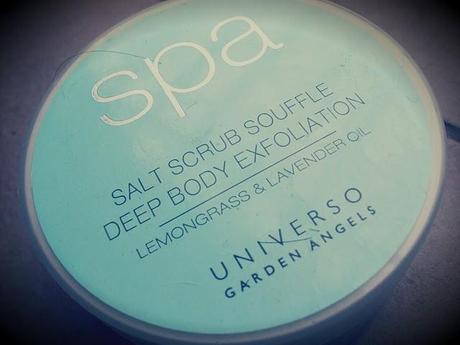 spa
SALT SCRUB SOUFFLE
DEEP BODY EXFOLIATION
LEMONGRASS & LAVENDER OIL
UNIVERSO
GARDEN ANGELS